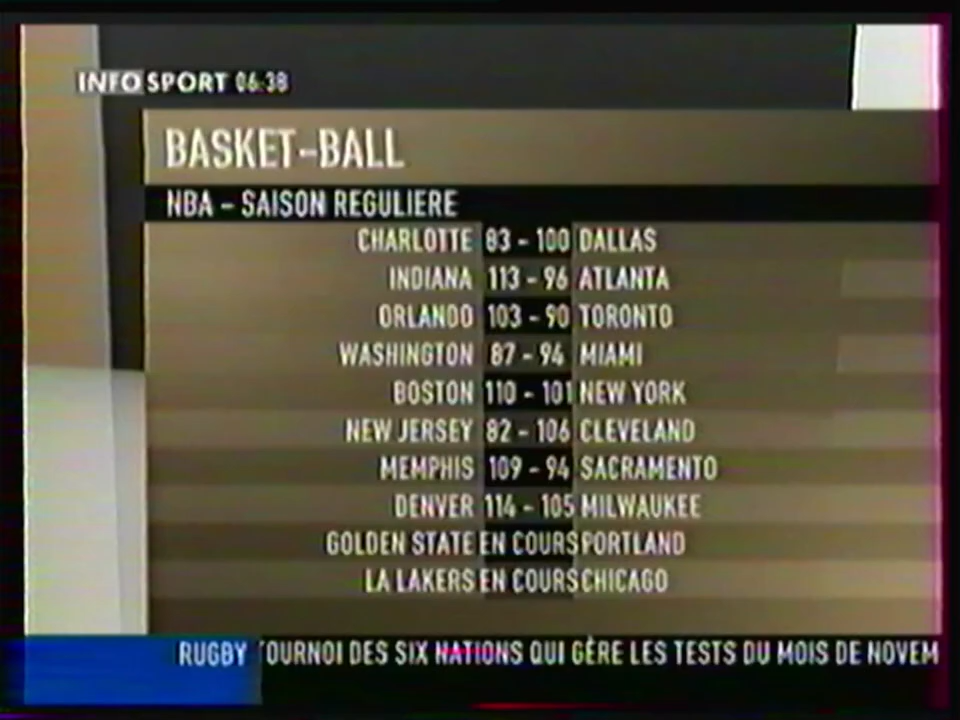 INFOSPORT 06:38
BASKET-BALL
NBA - SAISON REGULIERE
CHARLOTTE 83 - 100 DALLAS
INDIANA 113 - 96 ATLANTA
ORLANDO 103 - 90 TORONTO
WASHINGTON 87 - 94 MIAMI
BOSTON 110 - 101 NEW YORK
NEW JERSEY 82 - 106 CLEVELAND
MEMPHIS 109 - 94 SACRAMENTO
DENVER 114 - 105 MILWAUKEE
GOLDEN STATE EN COURS PORTLAND
LA LAKERS EN COURS CHICAGO
RUGBY TOURNOI DES SIX NATIONS QUI GÈRE LES TESTS DU MOIS DE NOVEM